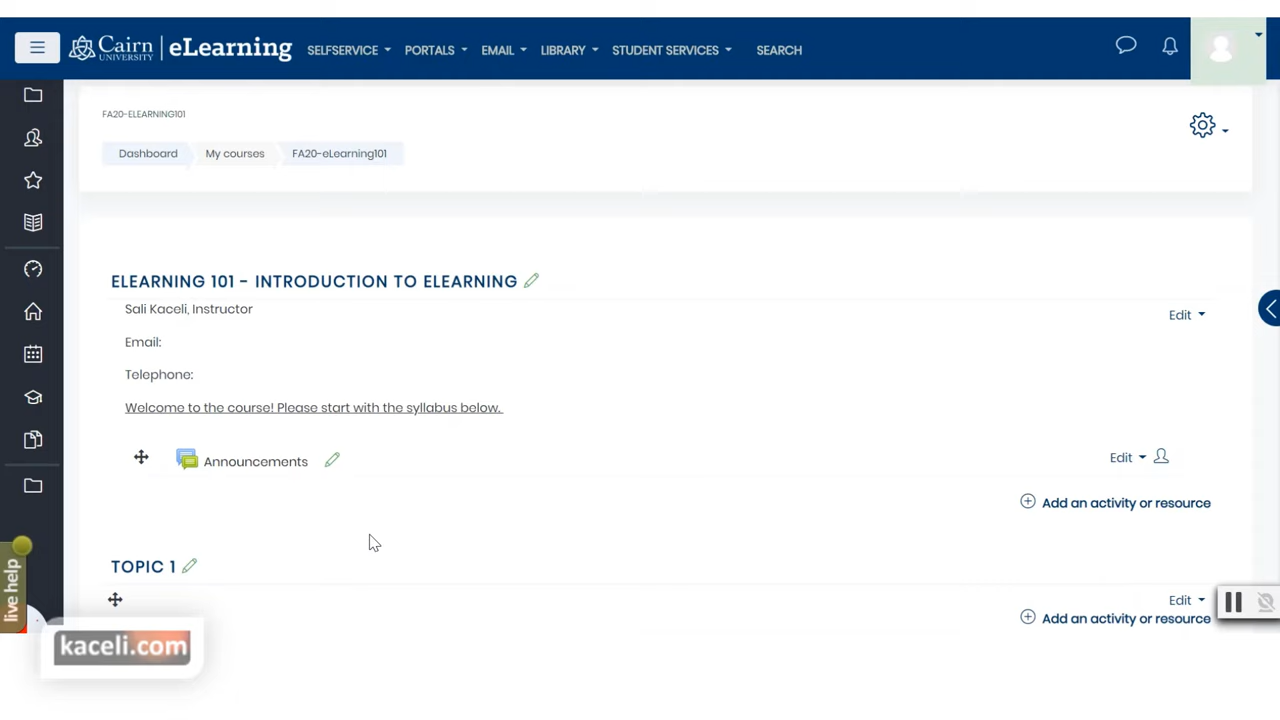 Cairn UNIVERSITY eLearning SELFSERVICE PORTALS EMAIL LIBRARY STUDENT SERVICES SEARCH
FA20-ELEARNING101
Dashboard My courses FA20-eLearning101
ELEARNING 101 - INTRODUCTION TO ELEARNING
Sali Kaceli, Instructor
Edit
Email:
Telephone:
Welcome to the course! Please start with the syllabus below.
Announcements Edit
Add an activity or resource
TOPIC 1
Edit
Add an activity or resource
live help
kaceli.com